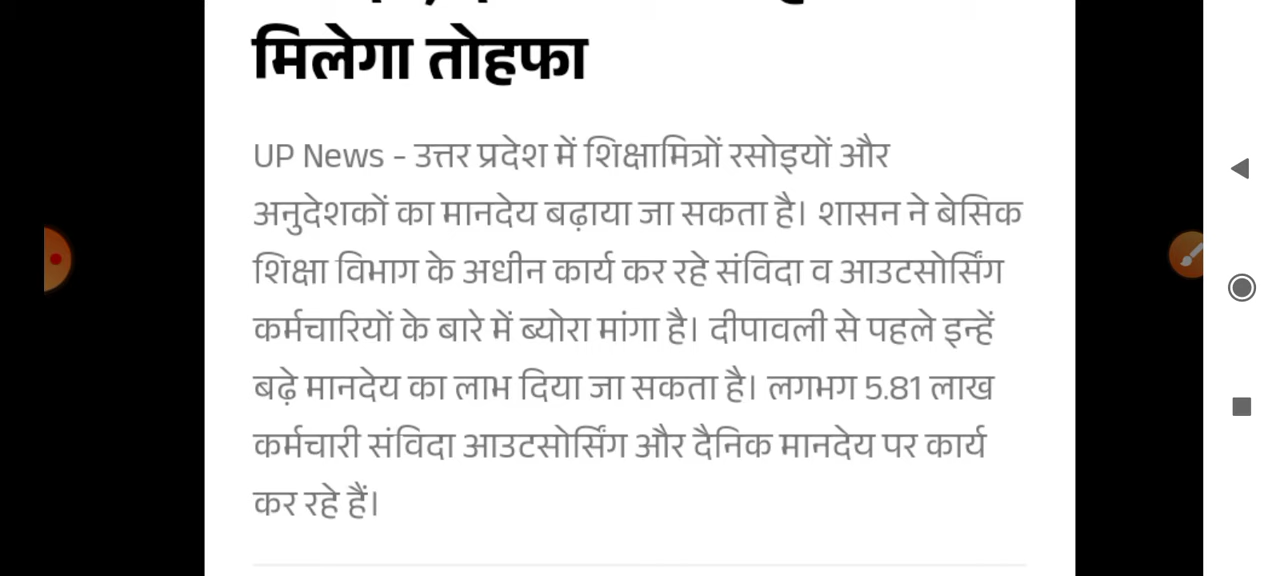 मिलेगा तोहफा
UP News - उत्तर प्रदेश में शिक्षामित्रों रसोइयों और
अनुदेशकों का मानदेय बढ़ाया जा सकता है। शासन ने बेसिक
शिक्षा विभाग के अधीन कार्य कर रहे संविदा व आउटसोर्सिंग
कर्मचारियों के बारे में ब्योरा मांगा है। दीपावली से पहले इन्हें
बढ़े मानदेय का लाभ दिया जा सकता है। लगभग 5.81 लाख
कर्मचारी संविदा आउटसोर्सिंग और दैनिक मानदेय पर कार्य
कर रहे हैं।